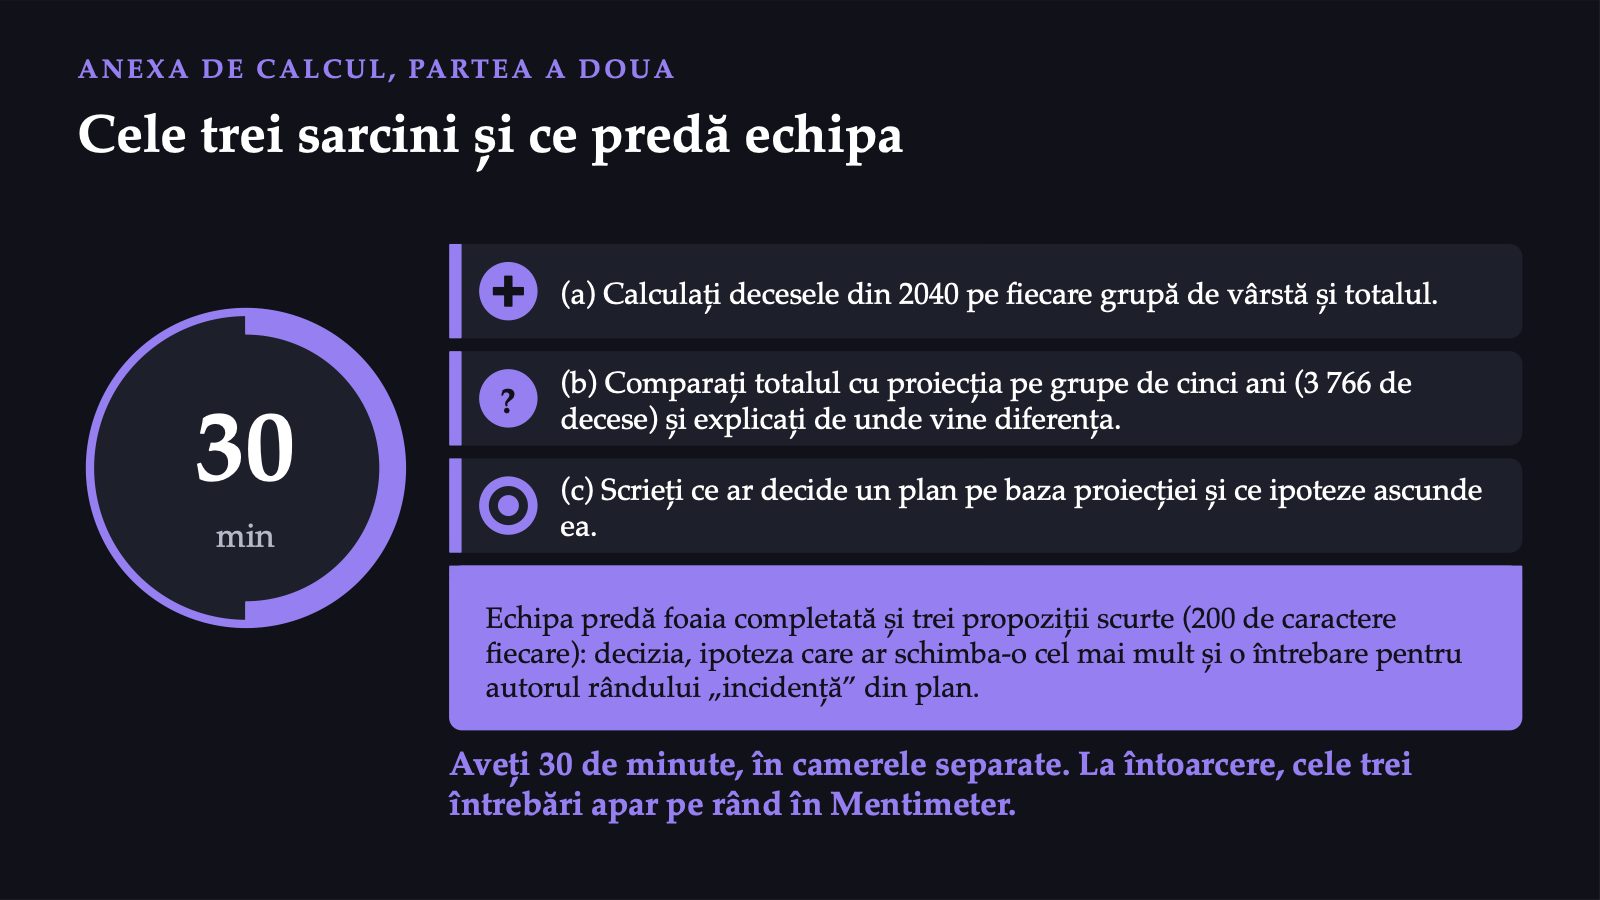 ANEXA DE CALCUL, PARTEA A DOUA
Cele trei sarcini și ce predă echipa
30
min
(a) Calculați decesele din 2040 pe fiecare grupă de vârstă și totalul.
?
(b) Comparați totalul cu proiecția pe grupe de cinci ani (3 766 de
decese) și explicați de unde vine diferența.
(c) Scrieți ce ar decide un plan pe baza proiecției și ce ipoteze ascunde
ea.
Echipa predă foaia completată și trei propoziții scurte (200 de caractere
fiecare): decizia, ipoteza care ar schimba-o cel mai mult și o întrebare pentru
autorul rândului „incidență” din plan.
Aveți 30 de minute, în camerele separate. La întoarcere, cele trei
întrebări apar pe rând în Mentimeter.